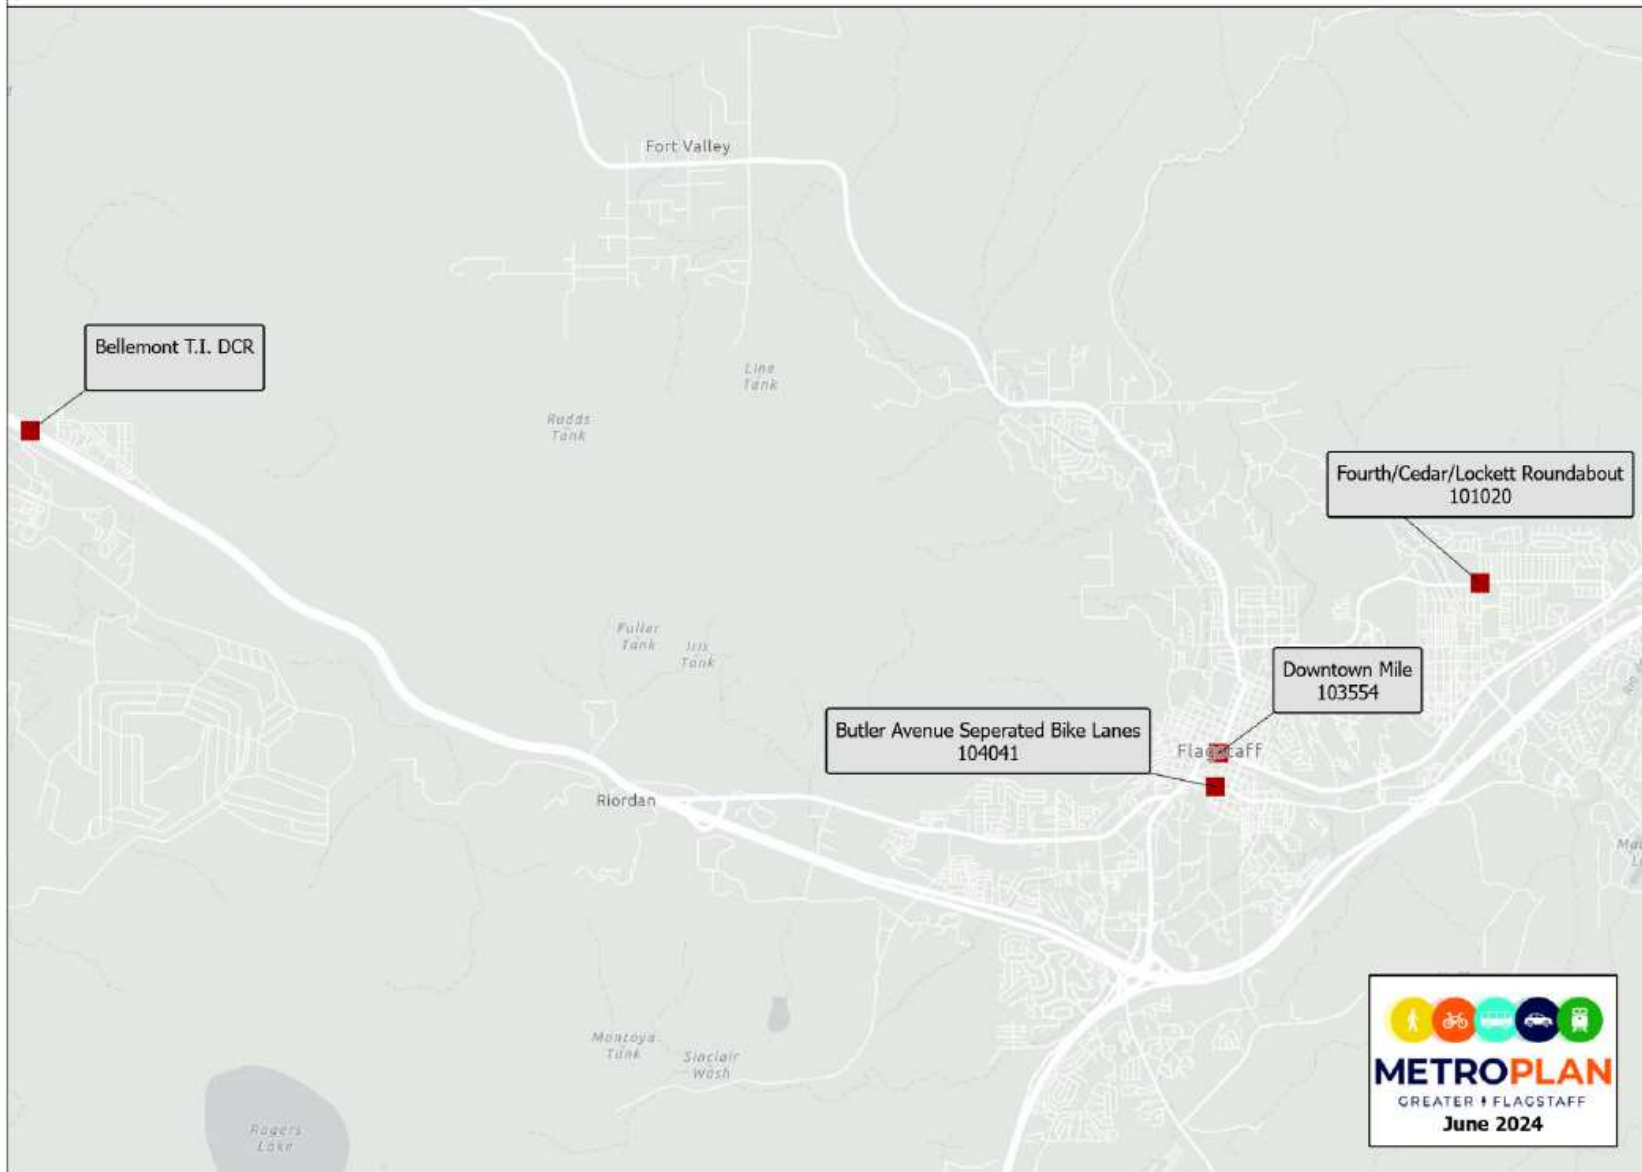 Fort Valley
Bellemont T.I. DCR
Line
Tank
Rudds
Tank
Fourth/Cedar/Lockett Roundabout
101020
Fuller
Tank
Iris
Tank
Downtown Mile
103554
Butler Avenue Seperated Bike Lanes
104041
Flagstaff
Riordan
Montoya
Tank
Sinclair
Wash
Rogers
Lake
METROPLAN
GREATER FLAGSTAFF
June 2024